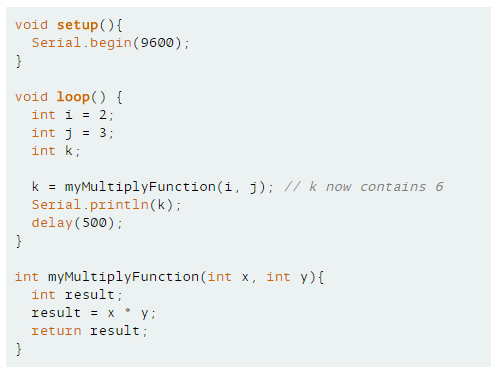 void setup(){
  Serial.begin(9600);
}

void loop() {
  int i = 2;
  int j = 3;
  int k;

  k = myMultiplyFunction(i, j); // k now contains 6
  Serial.println(k);
  delay(500);
}

int myMultiplyFunction(int x, int y){
  int result;
  result = x * y;
  return result;
}